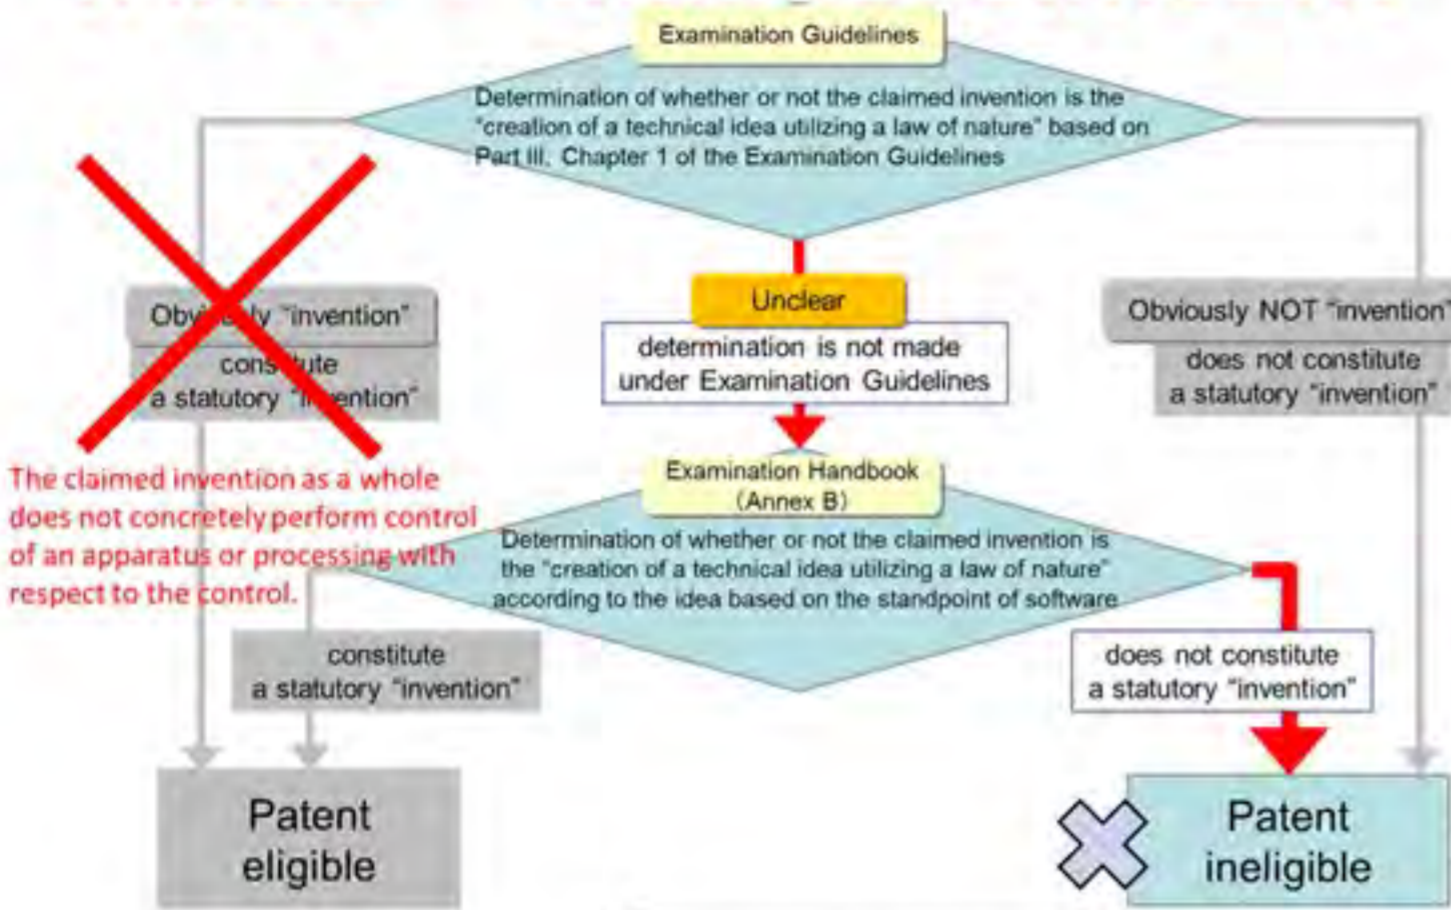 Examination Guidelines
Determination of whether or not the claimed invention is the
"creation of a technical idea utilizing a law of nature" based on
Part III, Chapter 1 of the Examination Guidelines
Obviously "invention"
constitute
a statutory "invention"
Unclear
determination is not made
under Examination Guidelines
Obviously NOT "invention"
does not constitute
a statutory "invention"
The claimed invention as a whole
does not concretely perform control
of an apparatus or processing with
respect to the control.
Examination Handbook
(Annex B)
Determination of whether or not the claimed invention is
the "creation of a technical idea utilizing a law of nature"
according to the idea based on the standpoint of software
constitute
a statutory "invention"
does not constitute
a statutory "invention"
Patent
eligible
Patent
ineligible